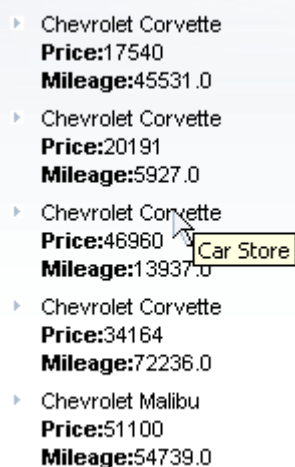 Chevrolet Corvette
Price:17540
Mileage:45531.0
Chevrolet Corvette
Price:20191
Mileage:5927.0
Chevrolet Corvette
Price:46960
Car Store
Mileage:13937.0
Chevrolet Corvette
Price:34164
Mileage:72236.0
Chevrolet Malibu
Price:51100
Mileage:54739.0